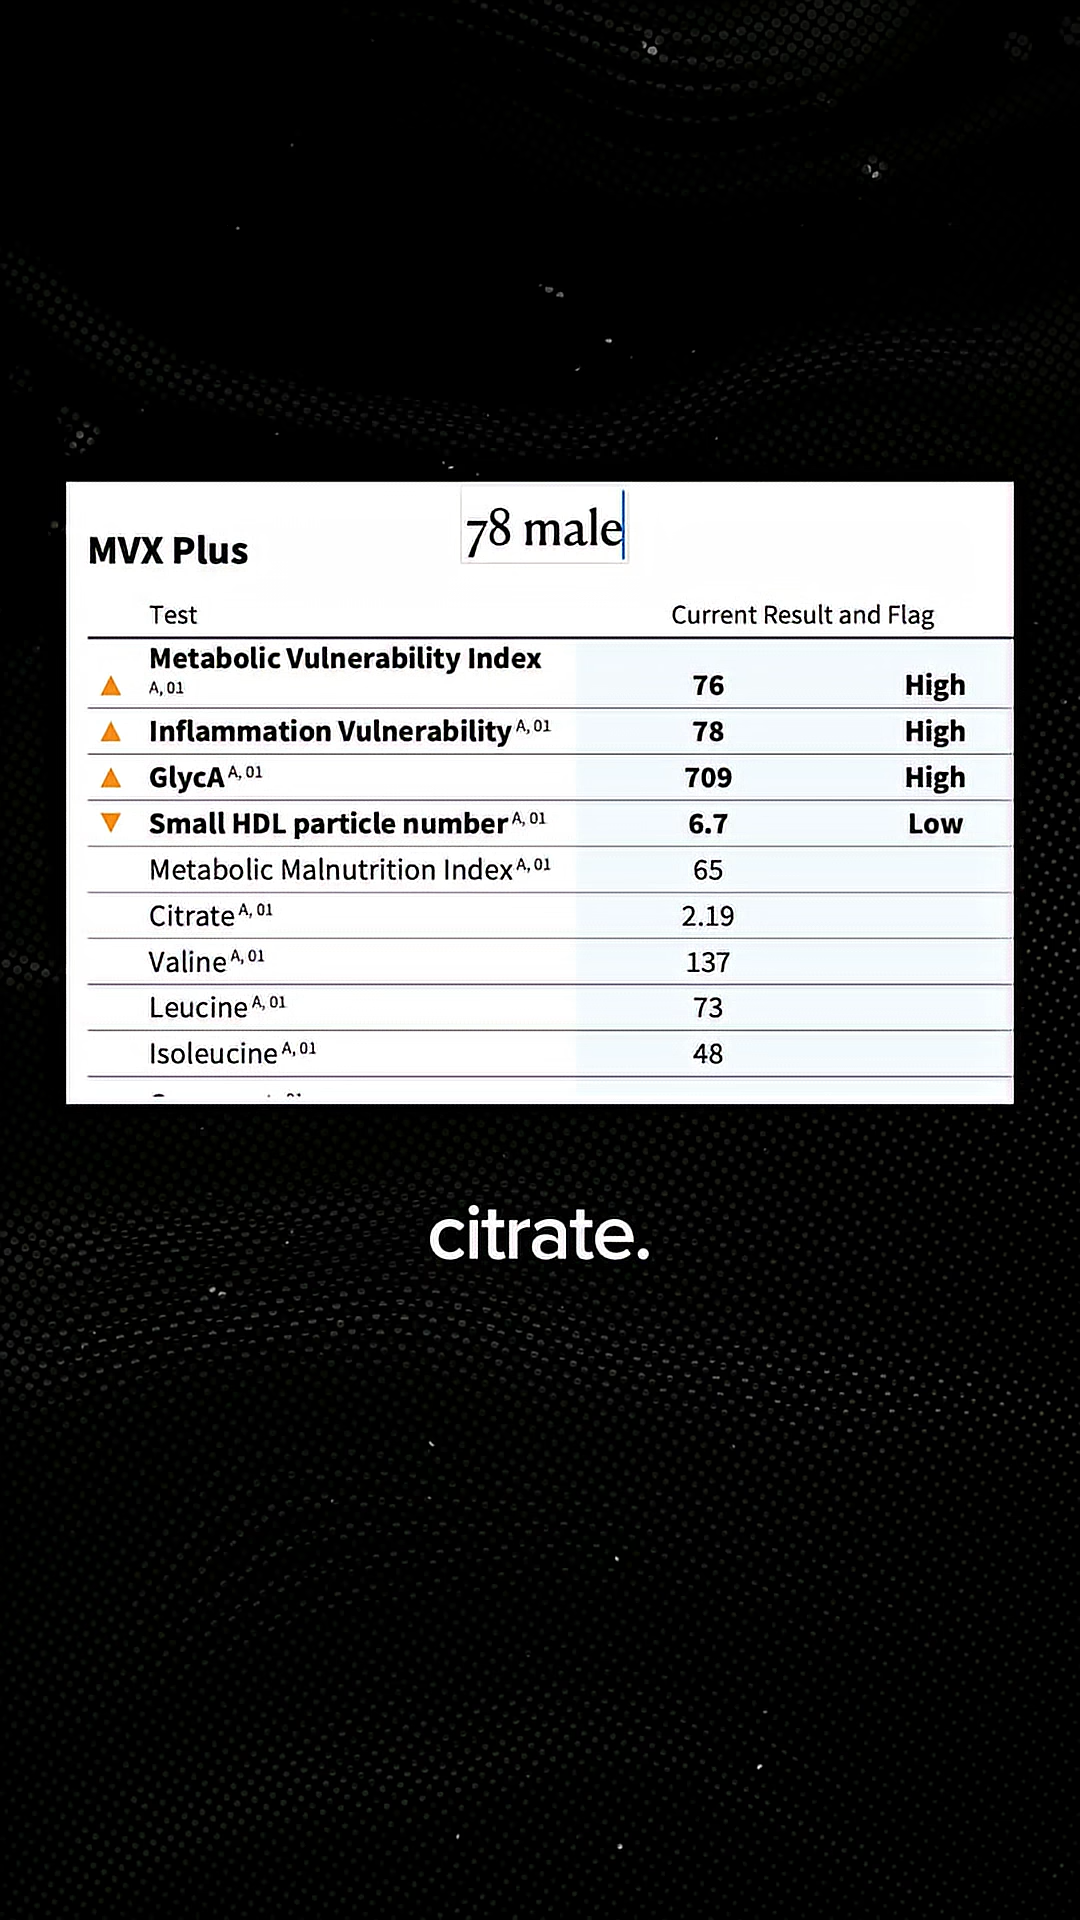 78 male
MVX Plus
Test Current Result and Flag
Metabolic Vulnerability Index
A, 01 76 High
Inflammation Vulnerability A, 01 78 High
GlycA A, 01 709 High
Small HDL particle number A, 01 6.7 Low
Metabolic Malnutrition Index A, 01 65
Citrate A, 01 2.19
Valine A, 01 137
Leucine A, 01 73
Isoleucine A, 01 48
citrate.